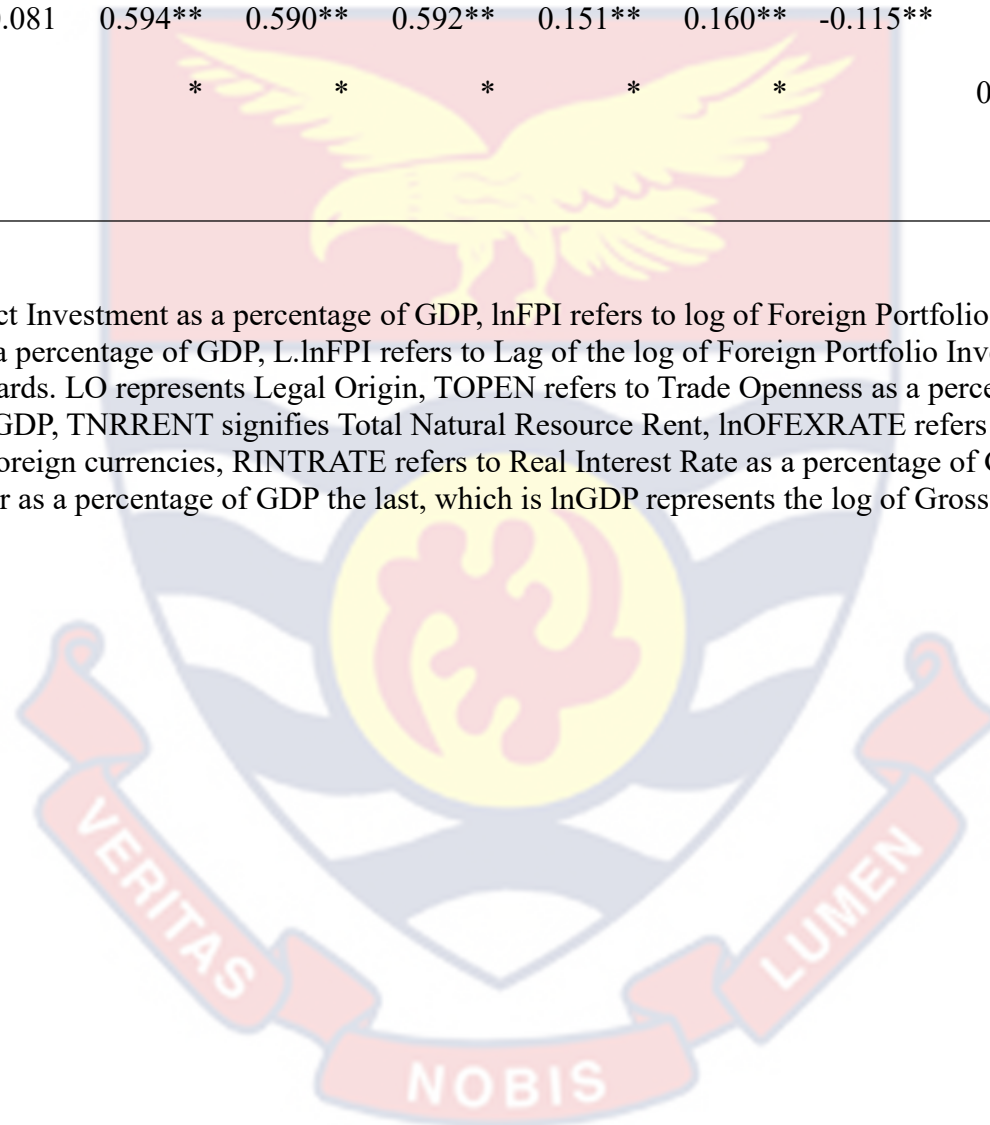 .081 0.594** 0.590** 0.592** 0.151** 0.160** -0.115**
* * * * * 0
ct Investment as a percentage of GDP, lnFPI refers to log of Foreign Portfolio
a percentage of GDP, L.lnFPI refers to Lag of the log of Foreign Portfolio Inve
ards. LO represents Legal Origin, TOPEN refers to Trade Openness as a perce
GDP, TNRRENT signifies Total Natural Resource Rent, lnOFEXRATE refers
oreign currencies, RINTRATE refers to Real Interest Rate as a percentage of G
r as a percentage of GDP the last, which is lnGDP represents the log of Gross
VERITAS
NOBIS
LUMEN